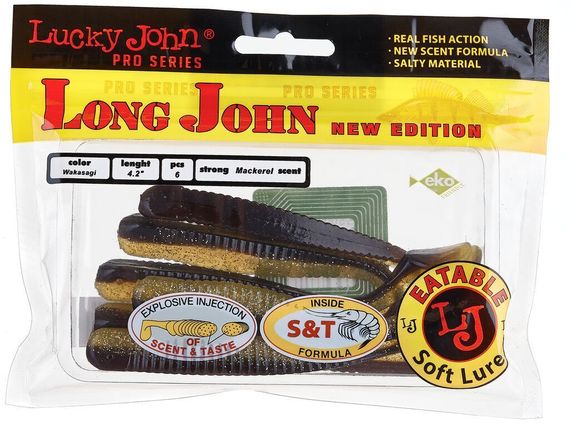 Lucky John®
PRO SERIES
· REAL FISH ACTION
· NEW SCENT FORMULA
· SALTY MATERIAL
PRO SERIES PRO SERIES
LONG JOHN NEW EDITION
color
Wakasagi
lenght
4.2"
pcs
6
strong Mackerel scent
eko
EXPLOSIVE INJECTION
OF
SCENT & TASTE
INSIDE
S&T
FORMULA
EATABLE
LJ LJ LJ
Soft Lure